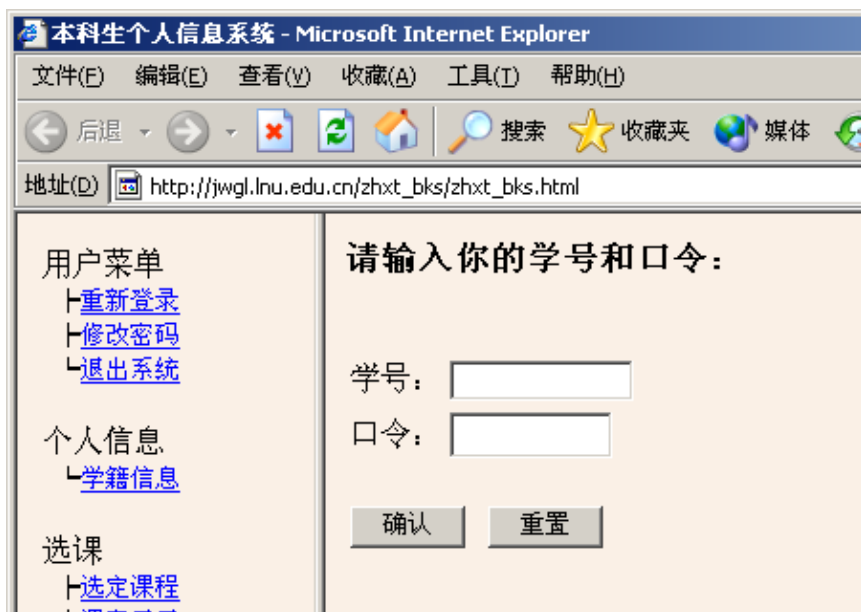 本科生个人信息系统 - Microsoft Internet Explorer
文件(F) 编辑(E) 查看(V) 收藏(A) 工具(T) 帮助(H)
后退 搜索 收藏夹 媒体
地址(D) http://jwgl.lnu.edu.cn/zhxt_bks/zhxt_bks.html
用户菜单
重新登录
修改密码
退出系统
个人信息
学籍信息
选课
选定课程
请输入你的学号和口令：
学号：
口令：
确认 重置